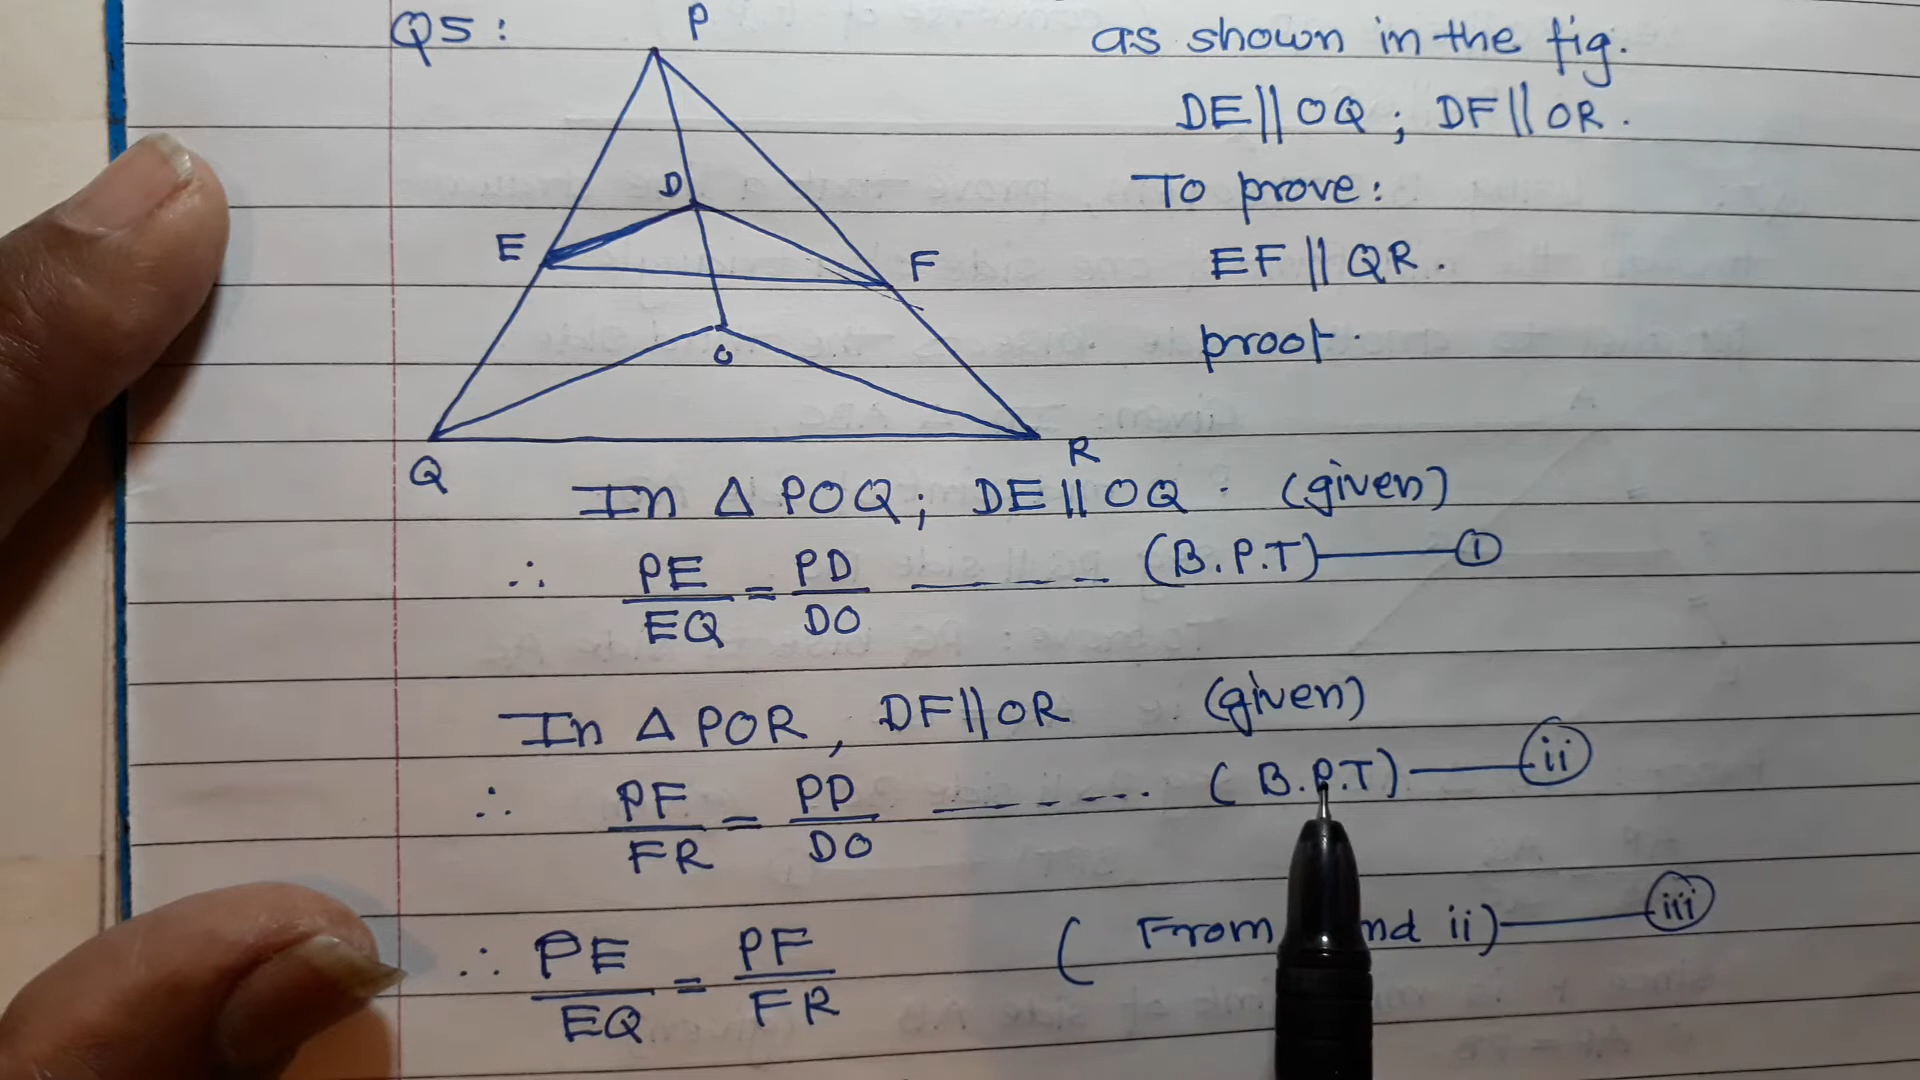 Q5:
P
as shown in the fig.
DE||OQ ; DF||OR.
D
To prove:
E
F
EF || QR.
O
proof.
Q
R
In Δ POQ; DE||OQ. (given)
∴ PE/EQ = PD/DO ---- (B.P.T) — ①
In Δ POR, DF||OR (given)
∴ PF/FR = PD/DO ------ (B.P.T) — ⓘⓘ
∴ PE/EQ = PF/FR ( From nd ii) — iii